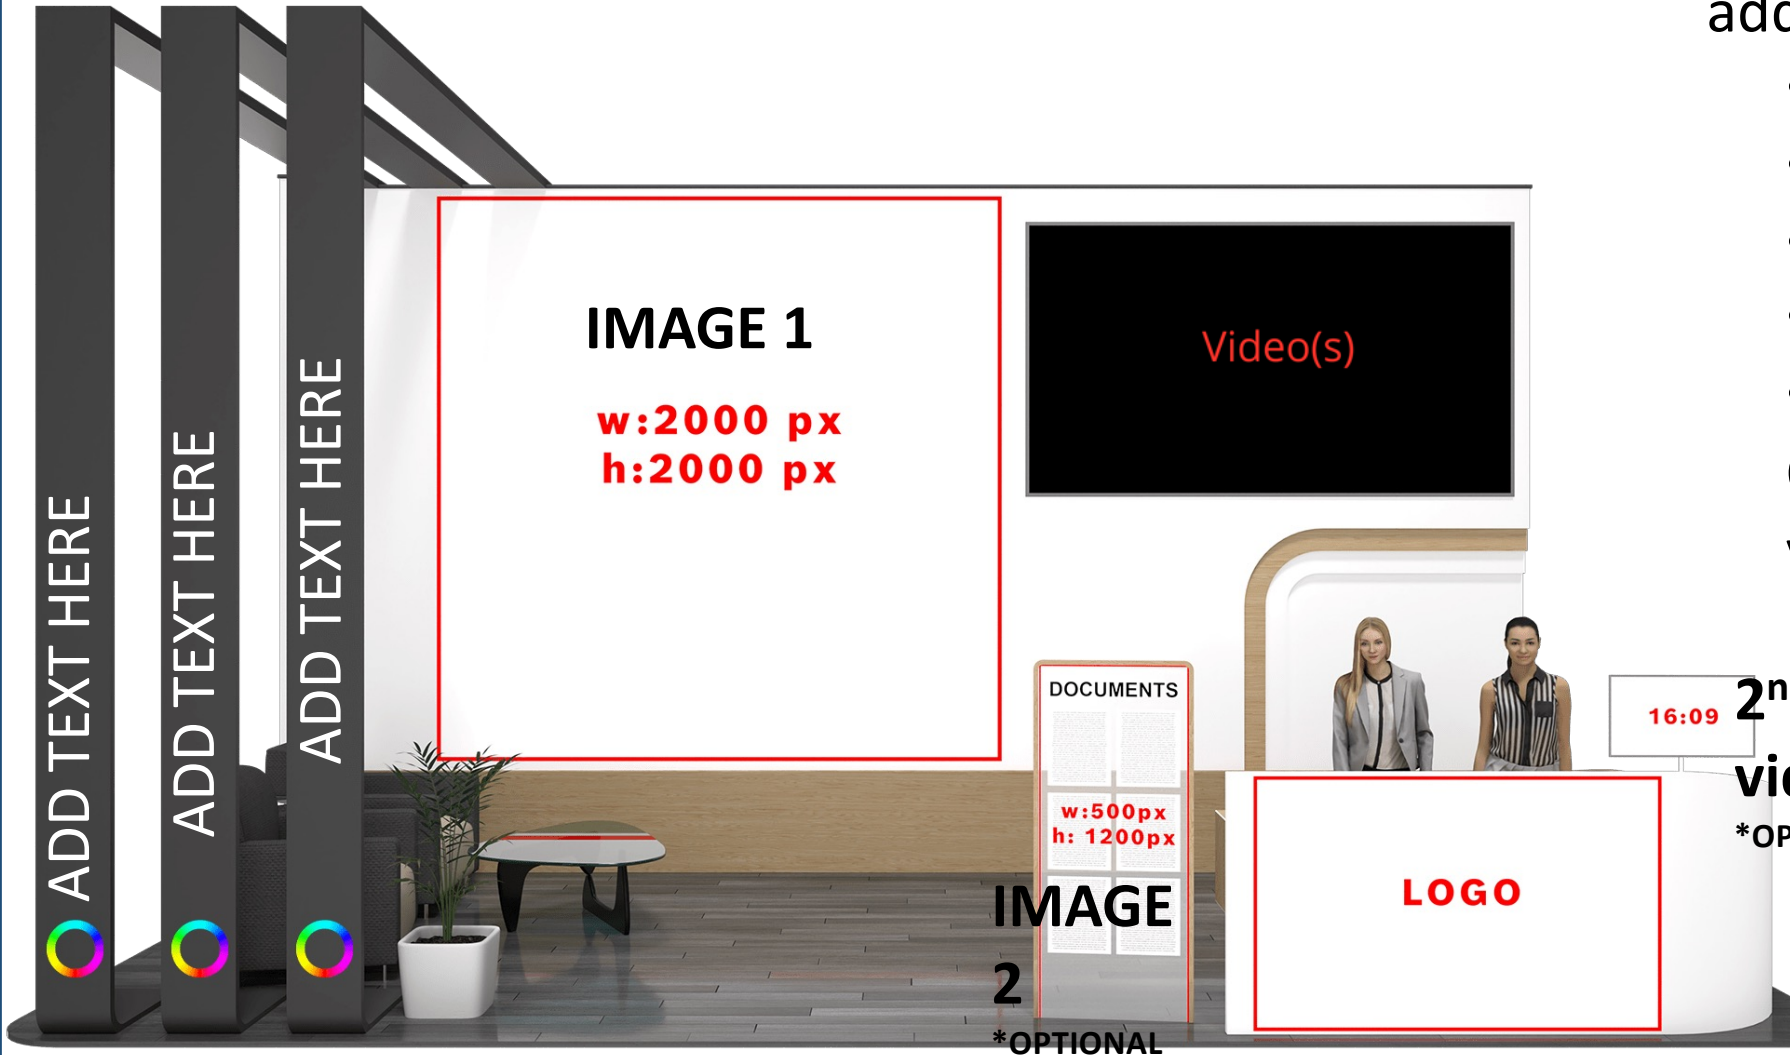 ADD TEXT HERE
ADD TEXT HERE
ADD TEXT HERE
IMAGE 1
w:2000 px
h:2000 px
Video(s)
DOCUMENTS
w:500px
h: 1200px
IMAGE
2
*OPTIONAL
LOGO
16:09
2ⁿ